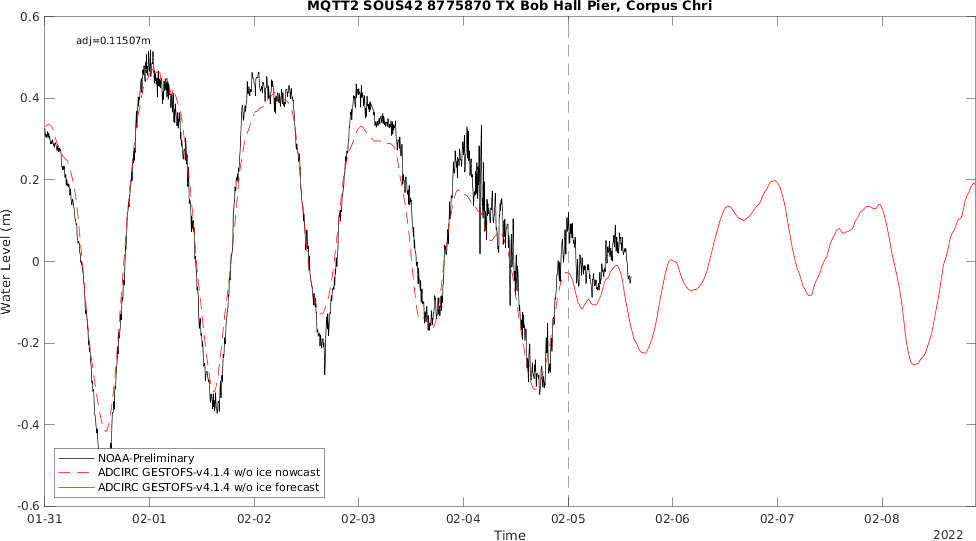 MQTT2 SOUS42 8775870 TX Bob Hall Pier, Corpus Chri
adj=0.11507m
0.6
0.4
0.2
0
-0.2
-0.4
-0.6
Water Level (m)
NOAA-Preliminary
ADCIRC GESTOFS-v4.1.4 w/o ice nowcast
ADCIRC GESTOFS-v4.1.4 w/o ice forecast
01-31 02-01 02-02 02-03 02-04 02-05 02-06 02-07 02-08
Time
2022